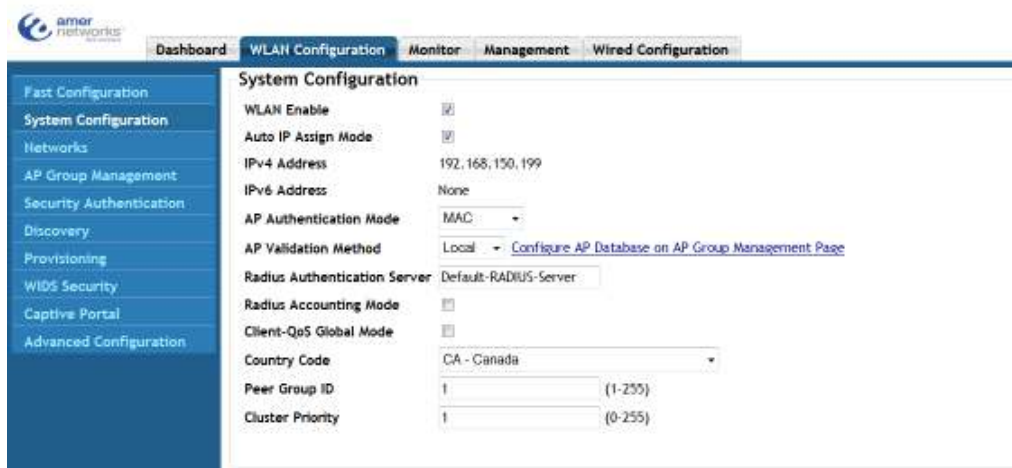 amer
networks
Dashboard WLAN Configuration Monitor Management Wired Configuration
Fast Configuration
System Configuration
Networks
AP Group Management
Security Authentication
Discovery
Provisioning
WIDS Security
Captive Portal
Advanced Configuration
System Configuration
WLAN Enable
Auto IP Assign Mode
IPv4 Address 192.168.150.199
IPv6 Address None
AP Authentication Mode MAC
AP Validation Method Local Configure AP Database on AP Group Management Page
Radius Authentication Server Default-RADIUS-Server
Radius Accounting Mode
Client-QoS Global Mode
Country Code CA - Canada
Peer Group ID 1 (1-255)
Cluster Priority 1 (0-255)